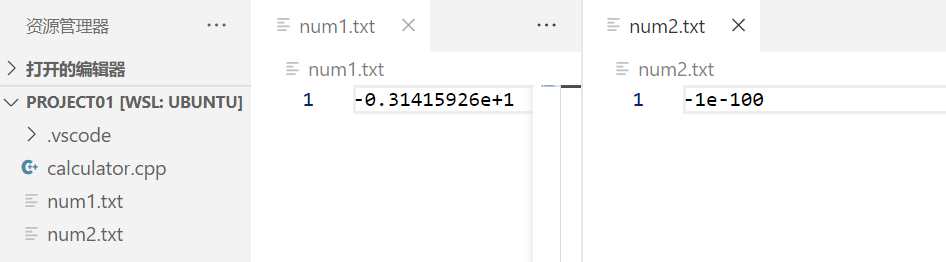 资源管理器 ···
打开的编辑器
PROJECT01 [WSL: UBUNTU]
.vscode
calculator.cpp
num1.txt
num2.txt
num1.txt ···
num1.txt
1 -0.31415926e+1
num2.txt
num2.txt
1 -1e-100